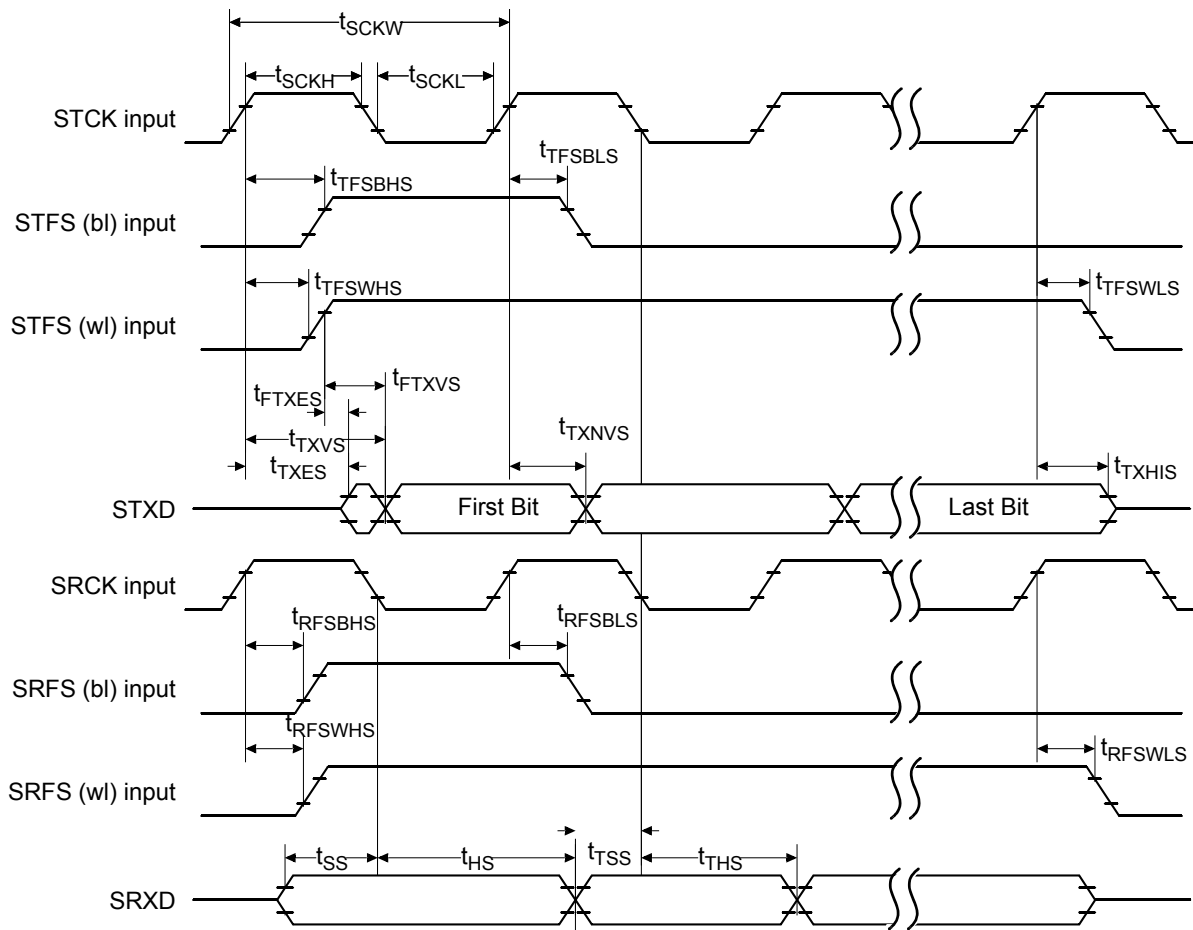 tSCKW
tSCKH
tSCKL
STCK input
tTFSBHS
tTFSBLS
STFS (bl) input
tTFSWHS
tTFSWLS
STFS (wl) input
tFTXES
tFTXVS
tTXVS
tTXNVS
tTXES
tTXHIS
STXD
First Bit
Last Bit
SRCK input
tRFSBHS
tRFSBLS
SRFS (bl) input
tRFSWHS
tRFSWLS
SRFS (wl) input
tSS
tHS
tTSS
tTHS
SRXD